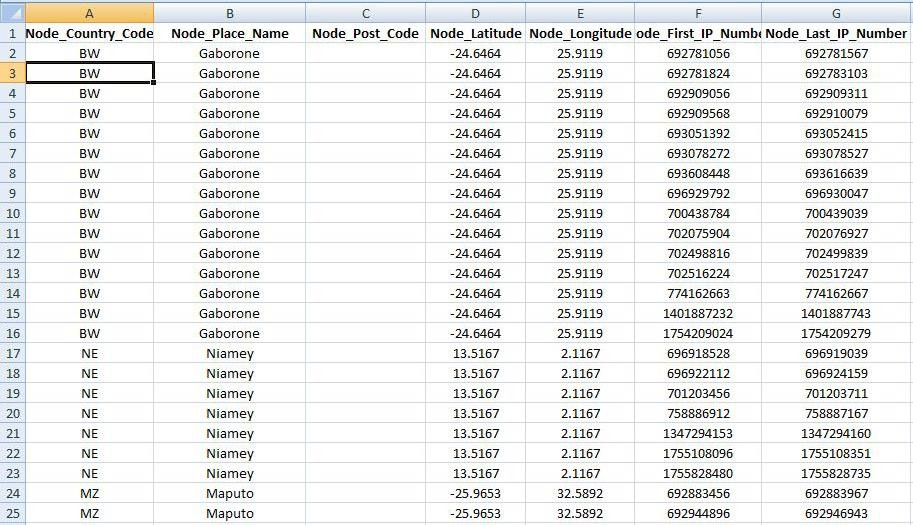 A B C D E F G
1 Node_Country_Code Node_Place_Name Node_Post_Code Node_Latitude Node_Longitude ode_First_IP_Numbe Node_Last_IP_Number
2 BW Gaborone -24.6464 25.9119 692781056 692781567
3 BW Gaborone -24.6464 25.9119 692781824 692783103
4 BW Gaborone -24.6464 25.9119 692909056 692909311
5 BW Gaborone -24.6464 25.9119 692909568 692910079
6 BW Gaborone -24.6464 25.9119 693051392 693052415
7 BW Gaborone -24.6464 25.9119 693078272 693078527
8 BW Gaborone -24.6464 25.9119 693608448 693616639
9 BW Gaborone -24.6464 25.9119 696929792 696930047
10 BW Gaborone -24.6464 25.9119 700438784 700439039
11 BW Gaborone -24.6464 25.9119 702075904 702076927
12 BW Gaborone -24.6464 25.9119 702498816 702499839
13 BW Gaborone -24.6464 25.9119 702516224 702517247
14 BW Gaborone -24.6464 25.9119 774162663 774162667
15 BW Gaborone -24.6464 25.9119 1401887232 1401887743
16 BW Gaborone -24.6464 25.9119 1754209024 1754209279
17 NE Niamey 13.5167 2.1167 696918528 696919039
18 NE Niamey 13.5167 2.1167 696922112 696924159
19 NE Niamey 13.5167 2.1167 701203456 701203711
20 NE Niamey 13.5167 2.1167 758886912 758887167
21 NE Niamey 13.5167 2.1167 1347294153 1347294160
22 NE Niamey 13.5167 2.1167 1755108096 1755108351
23 NE Niamey 13.5167 2.1167 1755828480 1755828735
24 MZ Maputo -25.9653 32.5892 692883456 692883967
25 MZ Maputo -25.9653 32.5892 692944896 692946943